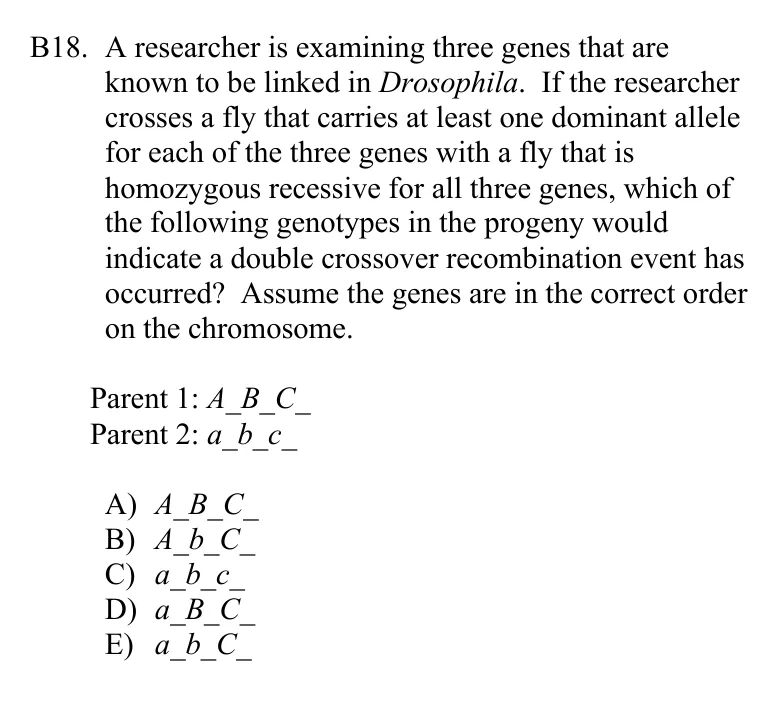 B18. A researcher is examining three genes that are
known to be linked in Drosophila. If the researcher
crosses a fly that carries at least one dominant allele
for each of the three genes with a fly that is
homozygous recessive for all three genes, which of
the following genotypes in the progeny would
indicate a double crossover recombination event has
occurred? Assume the genes are in the correct order
on the chromosome.
Parent 1: A_B_C_
Parent 2: a_b_c_
A) A_B_C_
B) A_b_C_
C) a_b_c_
D) a_B_C_
E) a_b_C_